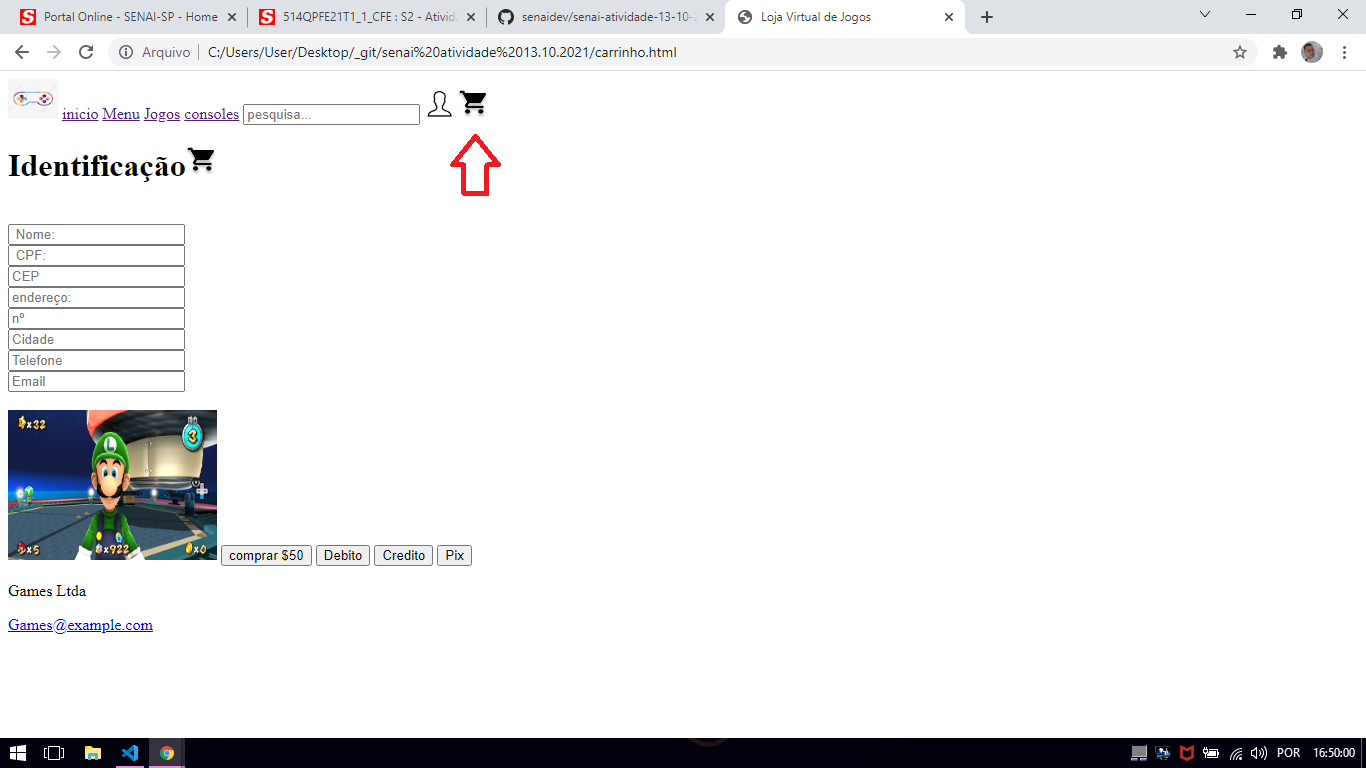 Portal Online - SENAI-SP - Home
514QPFE21T1_1_CFE : S2 - Ativid
senaidev/senai-atividade-13-10-2
Loja Virtual de Jogos
Arquivo | C:/Users/User/Desktop/_git/senai%20atividade%2013.10.2021/carrinho.html
inicio Menu Jogos consoles pesquisa...
Identificação
Nome:
CPF:
CEP
endereço:
nº
Cidade
Telefone
Email
x32
3
L
x5 x922 x0
comprar $50 Debito Credito Pix
Games Ltda
Games@example.com
POR 16:50:00